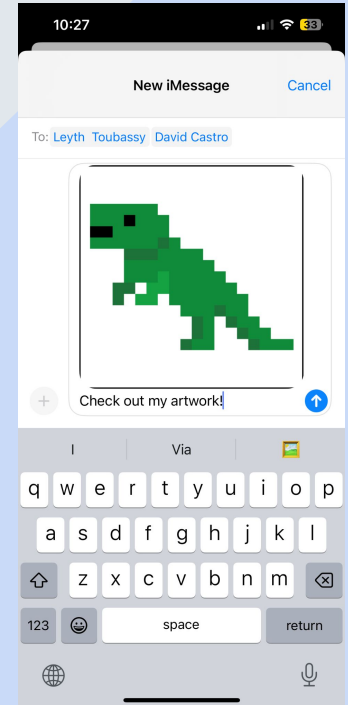 10:27
33
New iMessage
Cancel
To: Leyth Toubassy David Castro
Check out my artwork!
I
Via
q w e r t y u i o p
a s d f g h j k l
z x c v b n m
123
space
return